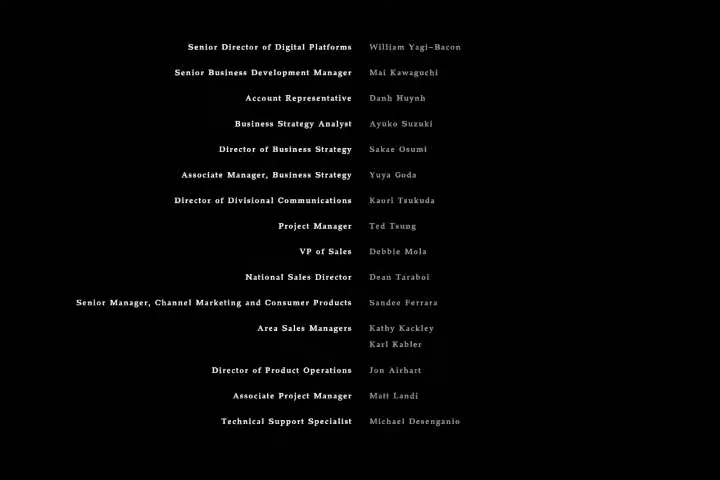 Senior Director of Digital Platforms William Yagi-Bacon
Senior Business Development Manager Mai Kawaguchi
Account Representative Danh Huynh
Business Strategy Analyst Ayuko Suzuki
Director of Business Strategy Sakae Osumi
Associate Manager, Business Strategy Yuya Goda
Director of Divisional Communications Kaori Tsukuda
Project Manager Ted Tsung
VP of Sales Debbie Mola
National Sales Director Dean Taraboi
Senior Manager, Channel Marketing and Consumer Products Sandee Ferrara
Area Sales Managers Kathy Kackley
Karl Kabler
Director of Product Operations Jon Airhart
Associate Project Manager Matt Landi
Technical Support Specialist Michael Desenganio